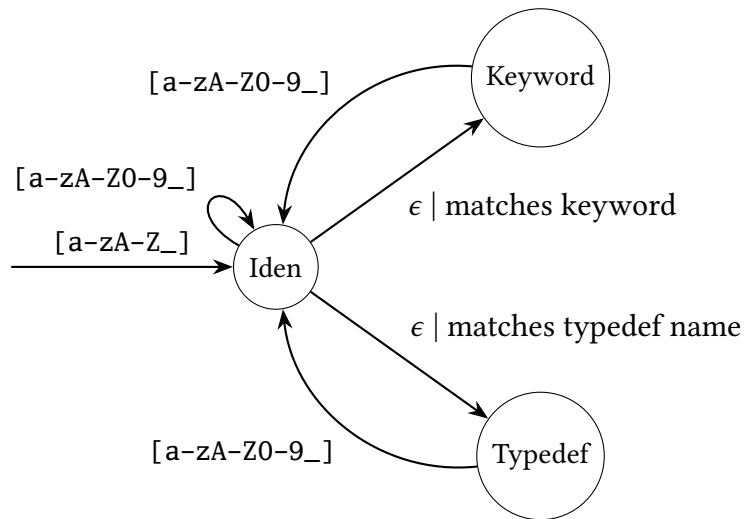 [a-zA-Z0-9_]
Keyword
[a-zA-Z0-9_]
ϵ | matches keyword
[a-zA-Z_]
Iden
ϵ | matches typedef name
[a-zA-Z0-9_]
Typedef